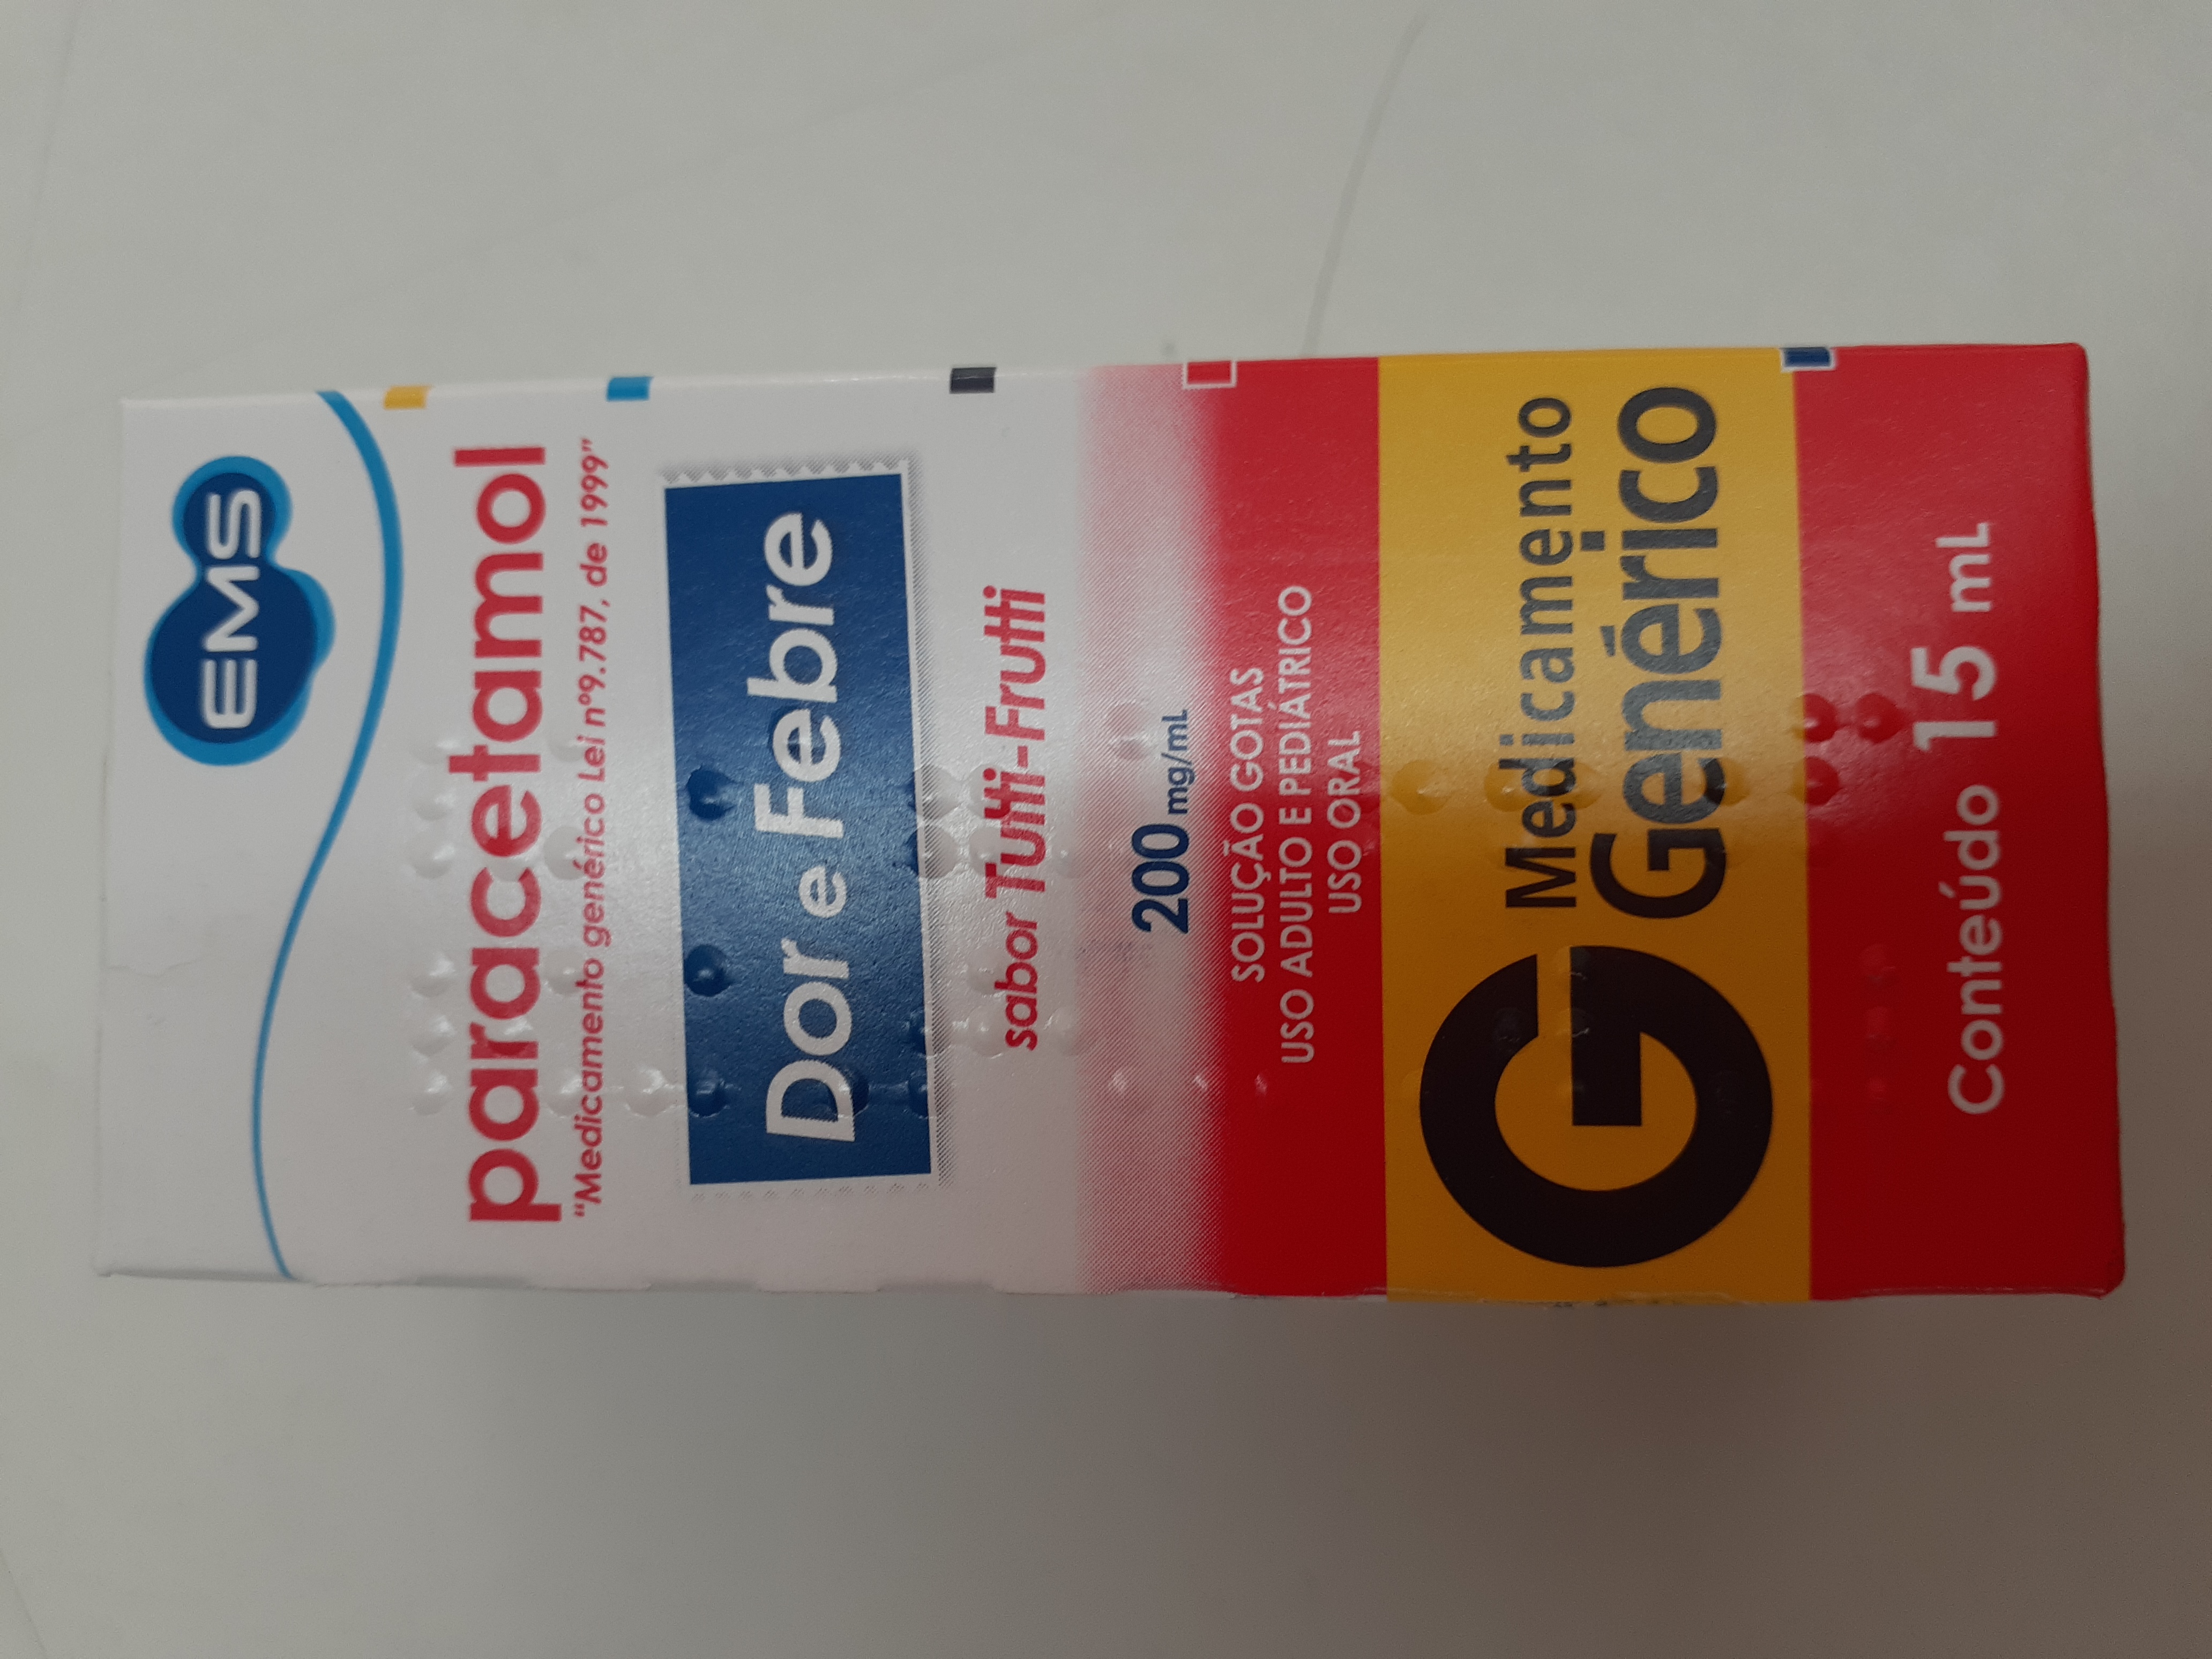 EMS
paracetamol
"Medicamento genérico Lei nº9.787, de 1999"
Dor e Febre
sabor Tutti-Frutti
200 mg/mL
SOLUÇÃO GOTAS
USO ADULTO E PEDIÁTRICO
USO ORAL
G
Medicamento
Genérico
Conteúdo 15 mL